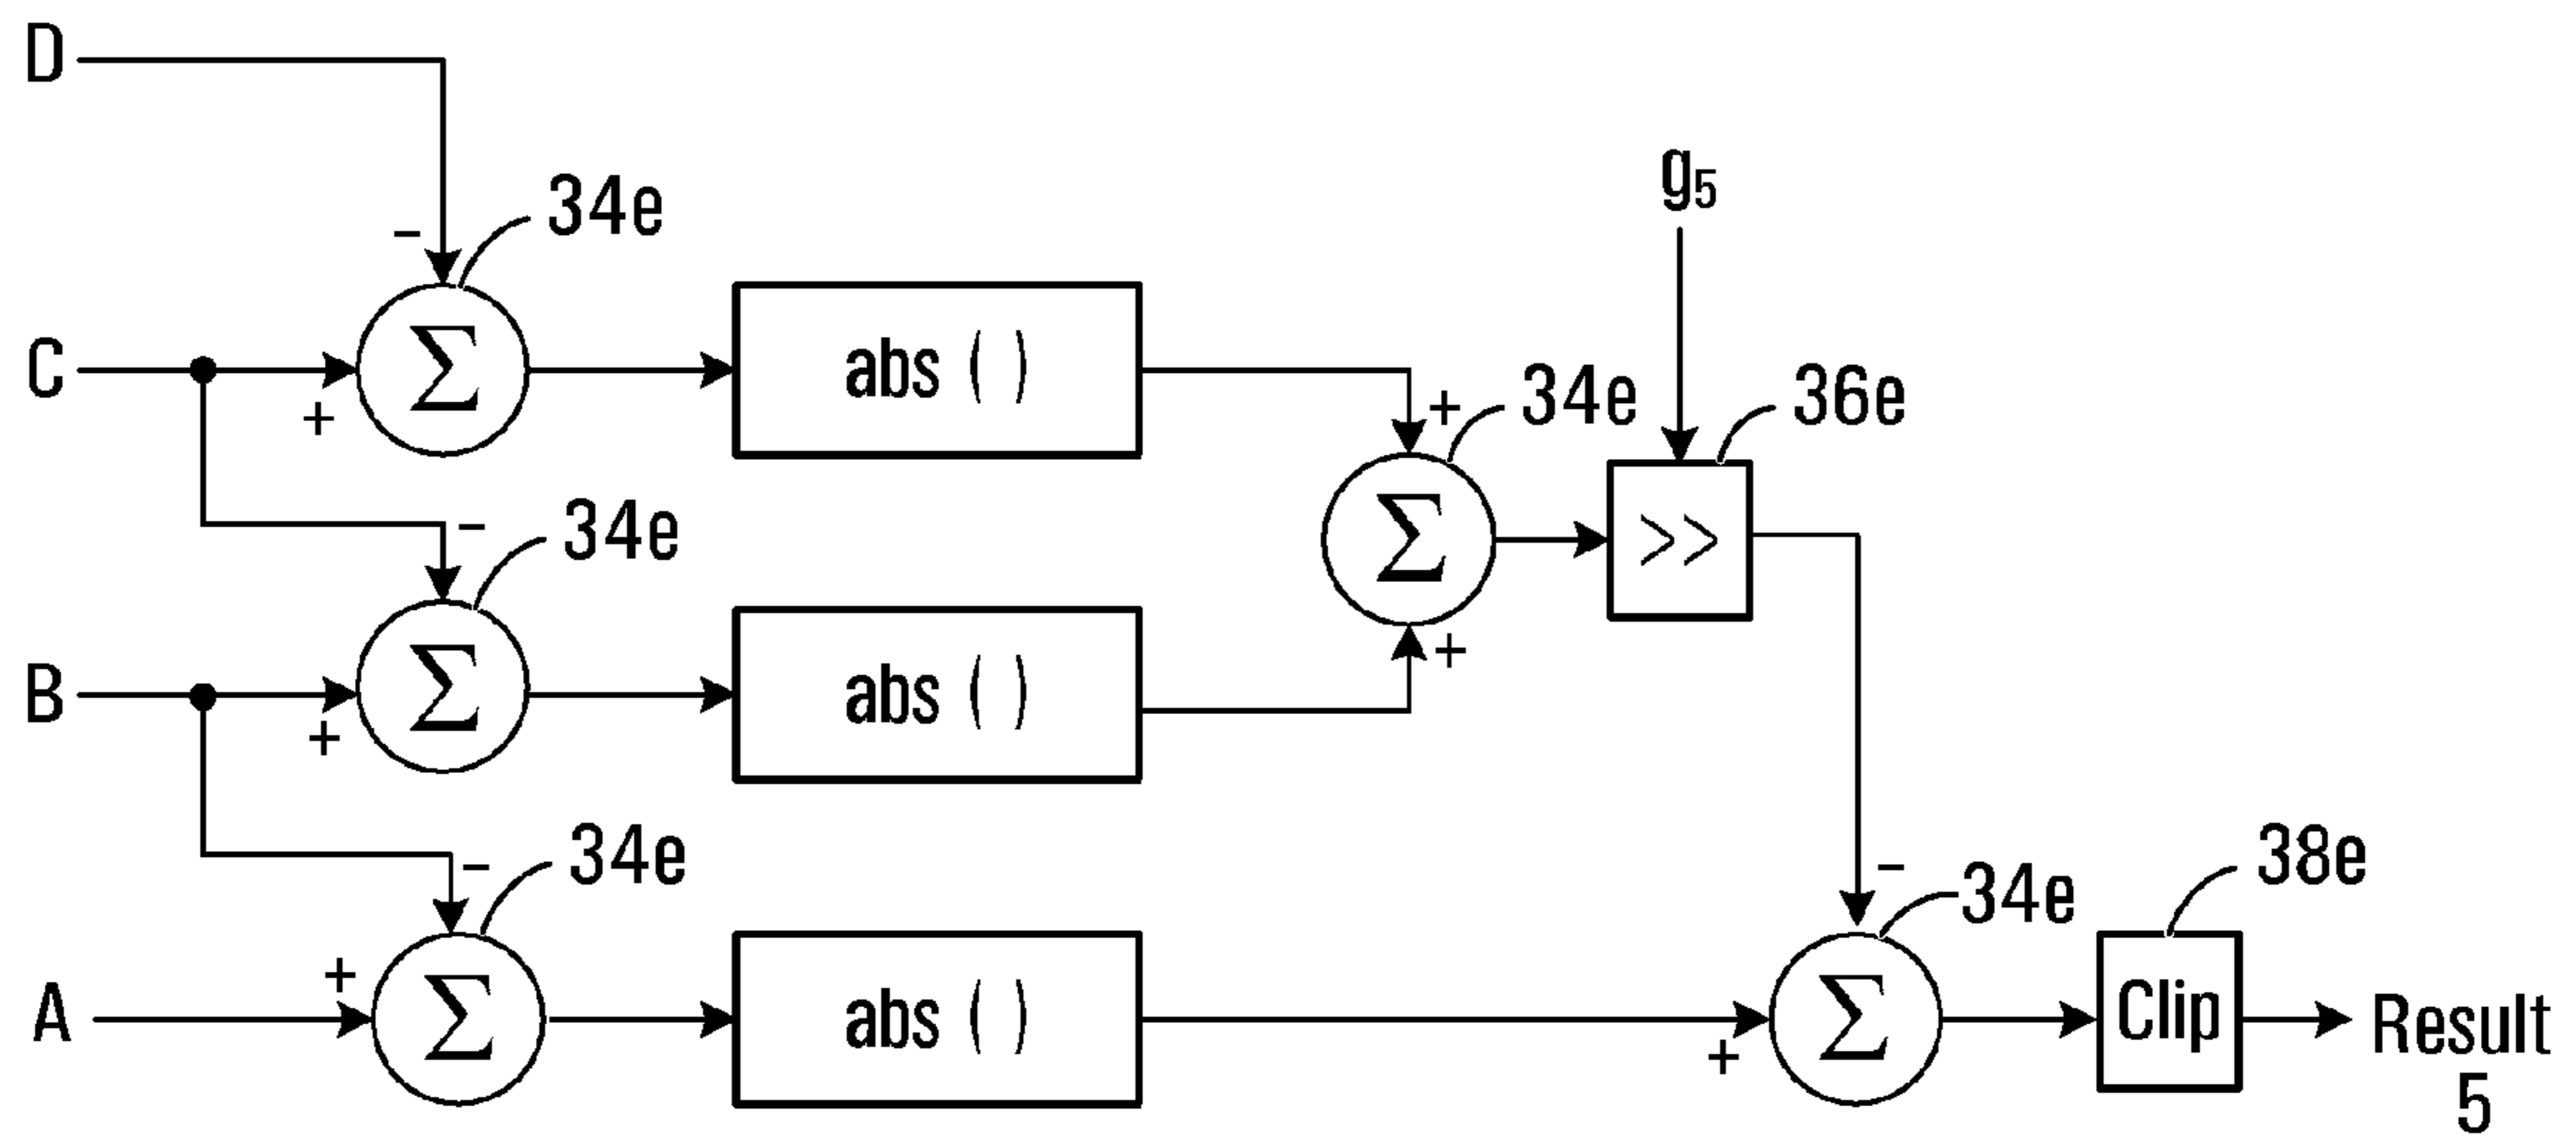 D
34e
g5
-
C
+
Σ
abs ( )
+
34e
36e
-
34e
Σ
>>
B
+
Σ
abs ( )
+
-
34e
-
34e
38e
A
+
Σ
abs ( )
+
Σ
Clip
Result
5